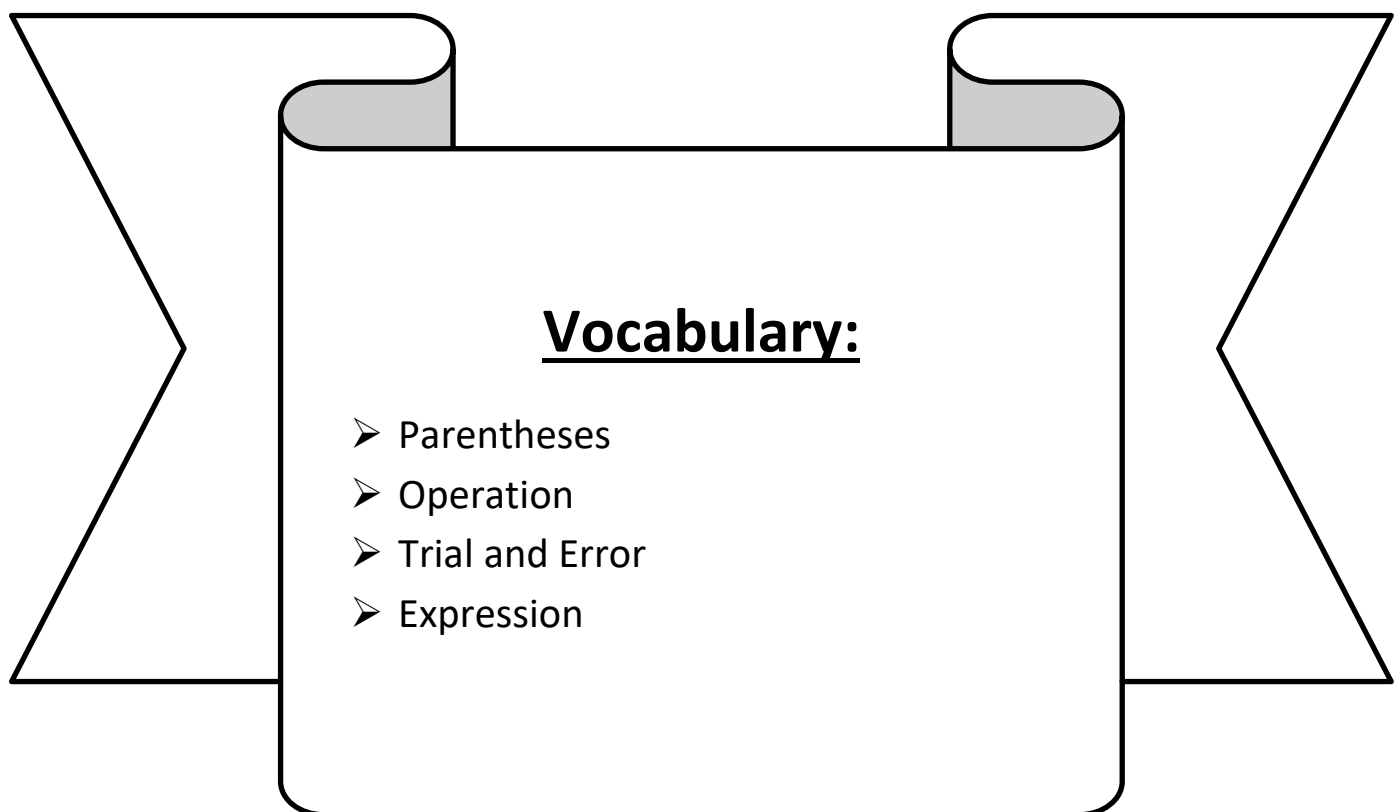 Vocabulary:
➢ Parentheses
➢ Operation
➢ Trial and Error
➢ Expression